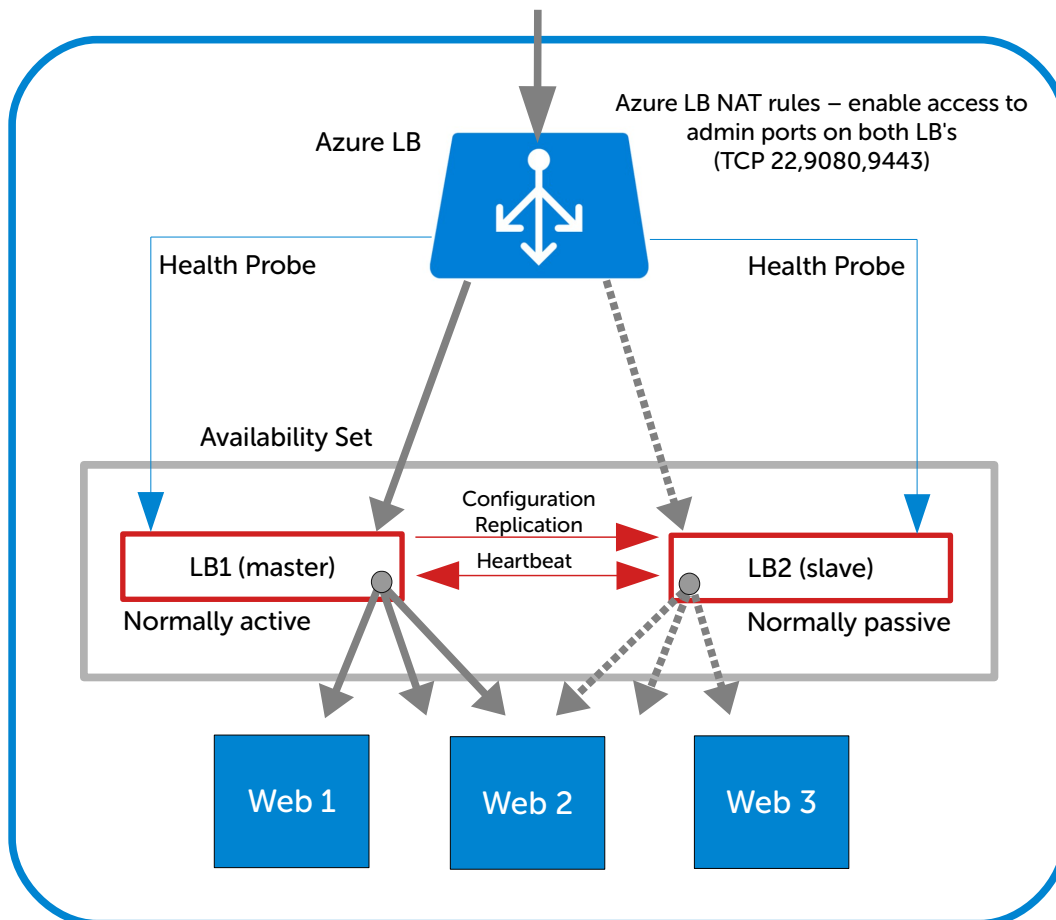 Azure LB NAT rules – enable access to
admin ports on both LB's
(TCP 22,9080,9443)
Azure LB
Health Probe
Health Probe
Availability Set
Configuration
Replication
LB1 (master)
Heartbeat
LB2 (slave)
Normally active
Normally passive
Web 1
Web 2
Web 3